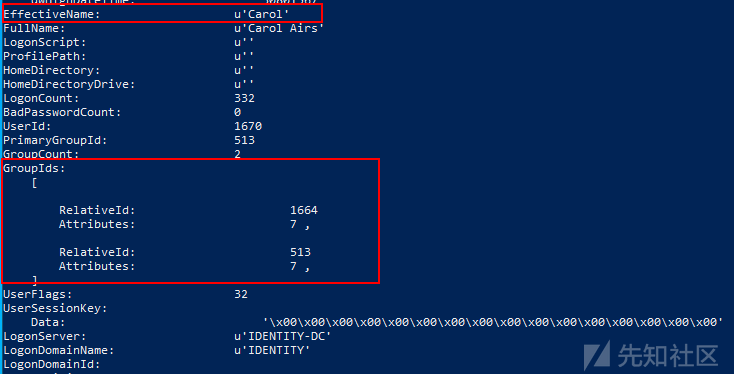 EffectiveName: u'Carol'
FullName: u'Carol Airs'
LogonScript: u''
ProfilePath: u''
HomeDirectory: u''
HomeDirectoryDrive: u''
LogonCount: 332
BadPasswordCount: 0
UserId: 1670
PrimaryGroupId: 513
GroupCount: 2
GroupIds:
[
RelativeId: 1664
Attributes: 7 ,
RelativeId: 513
Attributes: 7 ,
]
UserFlags: 32
UserSessionKey:
Data: '\x00\x00\x00\x00\x00\x00\x00\x00\x00\x00\x00\x00\x00\x00\x00\x00'
LogonServer: u'IDENTITY-DC'
LogonDomainName: u'IDENTITY'
LogonDomainId:
先知社区